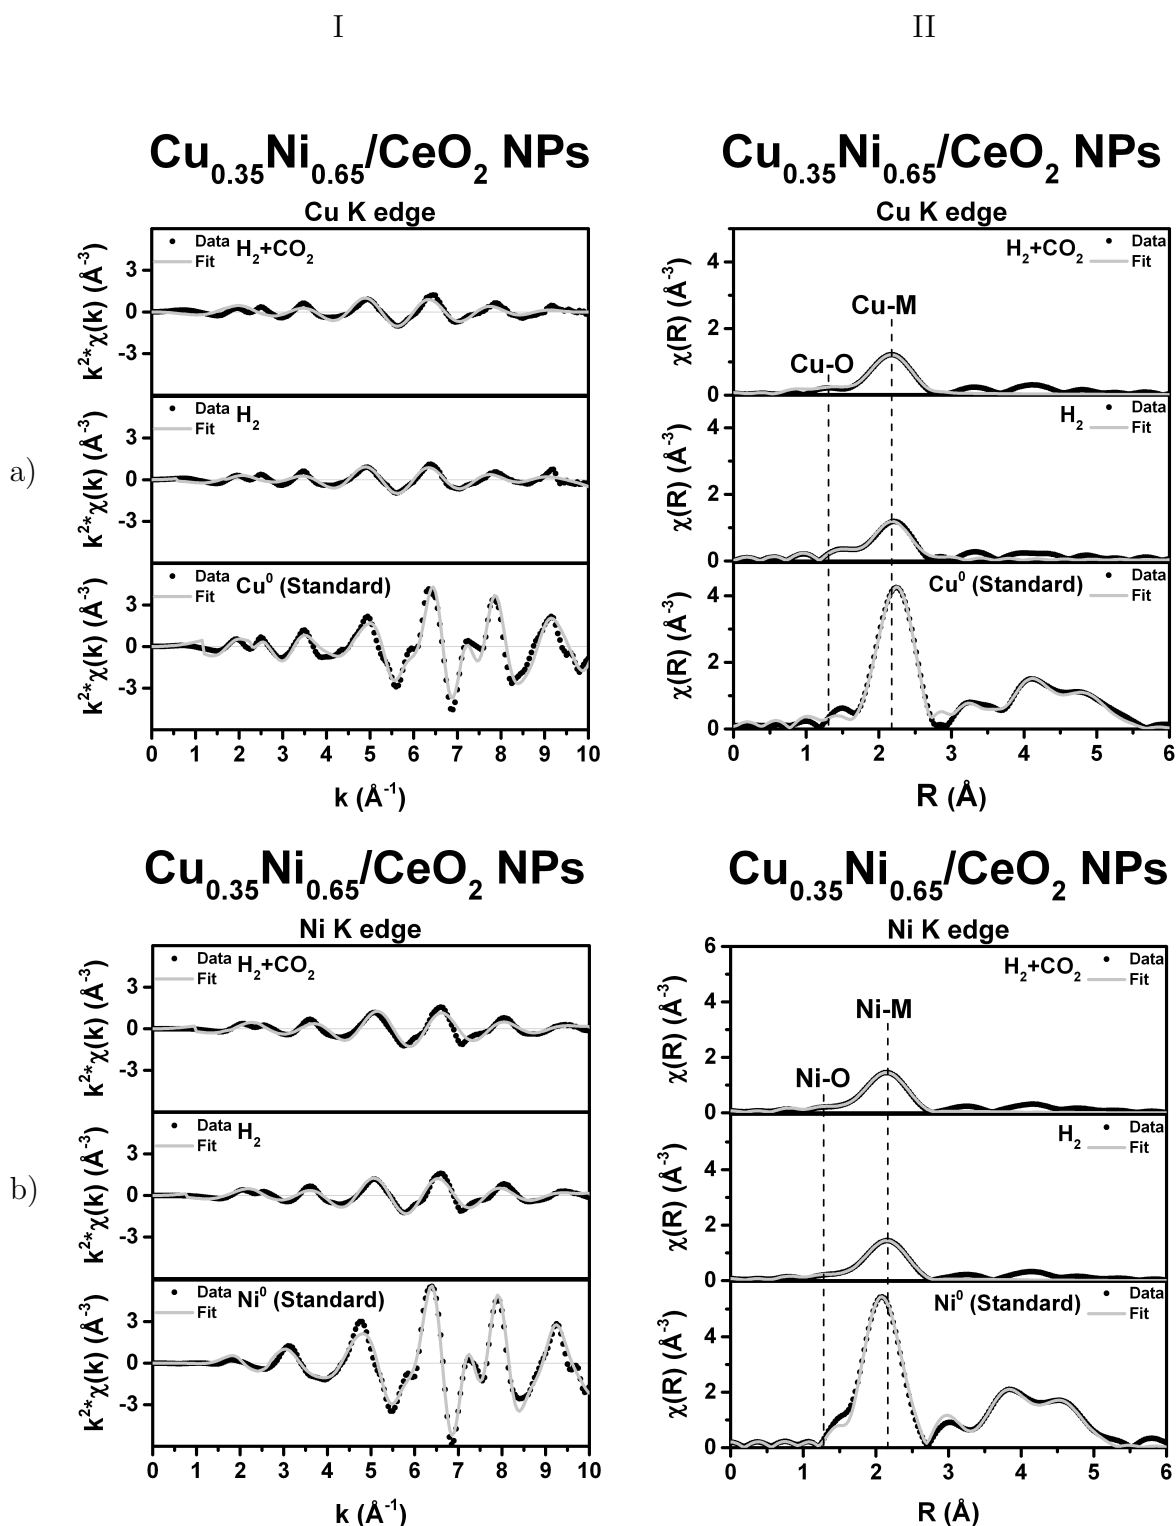 I II
Cu0.35Ni0.65/CeO2 NPs
Cu K edge
Data H2+CO2
Fit
k2*χ(k) (Å-3)
3
0
-3
Data H2
Fit
k2*χ(k) (Å-3)
3
0
-3
Data Cu0 (Standard)
Fit
k2*χ(k) (Å-3)
3
0
-3
0 1 2 3 4 5 6 7 8 9 10
k (Å-1)
a)
Cu0.35Ni0.65/CeO2 NPs
Cu K edge
H2+CO2 Data
Fit
χ(R) (Å-3)
4
2
0
Cu-M
Cu-O
H2 Data
Fit
χ(R) (Å-3)
4
2
0
Cu0 (Standard) Data
Fit
χ(R) (Å-3)
4
2
0
0 1 2 3 4 5 6
R (Å)
Cu0.35Ni0.65/CeO2 NPs
Ni K edge
Data H2+CO2
Fit
k2*χ(k) (Å-3)
3
0
-3
Data H2
Fit
k2*χ(k) (Å-3)
3
0
-3
Data Ni0 (Standard)
Fit
k2*χ(k) (Å-3)
3
0
-3
0 1 2 3 4 5 6 7 8 9 10
k (Å-1)
b)
Cu0.35Ni0.65/CeO2 NPs
Ni K edge
H2+CO2 Data
Fit
χ(R) (Å-3)
6
4
2
0
Ni-M
Ni-O
H2 Data
Fit
χ(R) (Å-3)
4
2
0
Ni0 (Standard) Data
Fit
χ(R) (Å-3)
4
2
0
0 1 2 3 4 5 6
R (Å)